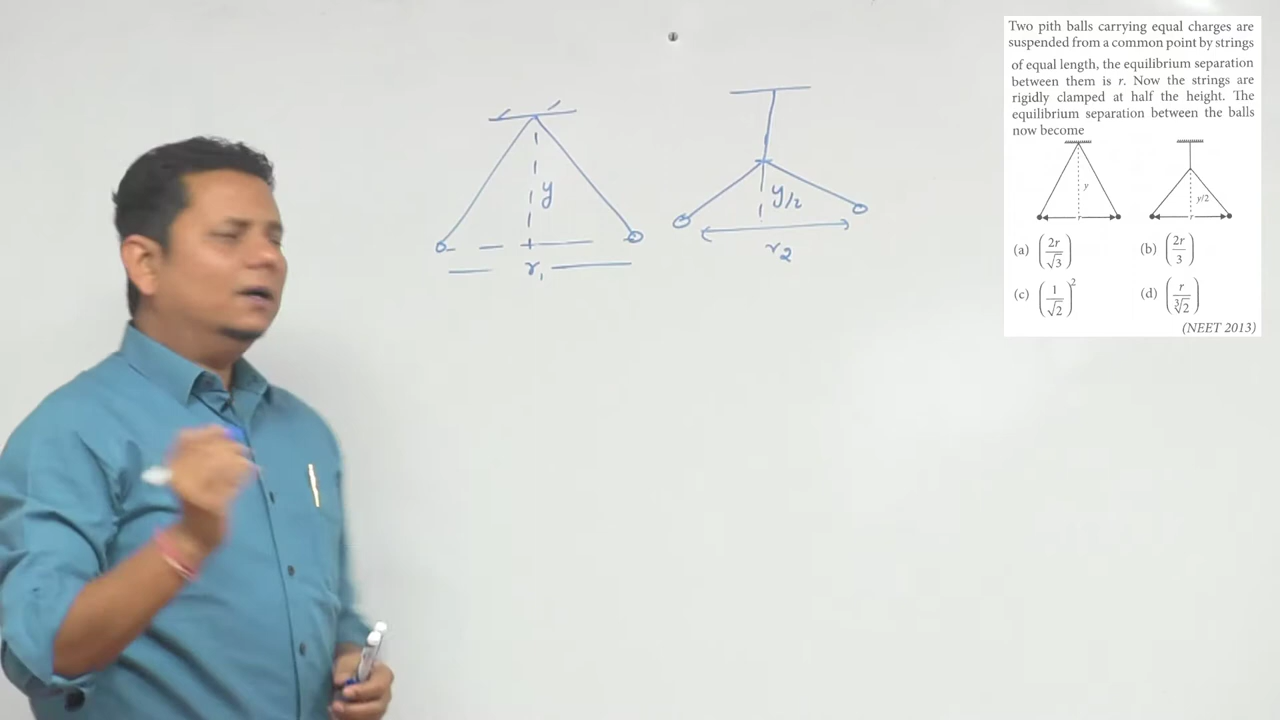 y
r₁
y/2
r₂
Two pith balls carrying equal charges are
suspended from a common point by strings
of equal length, the equilibrium separation
between them is r. Now the strings are
rigidly clamped at half the height. The
equilibrium separation between the balls
now become
y
r
y/2
r
(a) (2r/√3) (b) (2r/3)
(c) (1/√2)² (d) (r/∛2)
(NEET 2013)